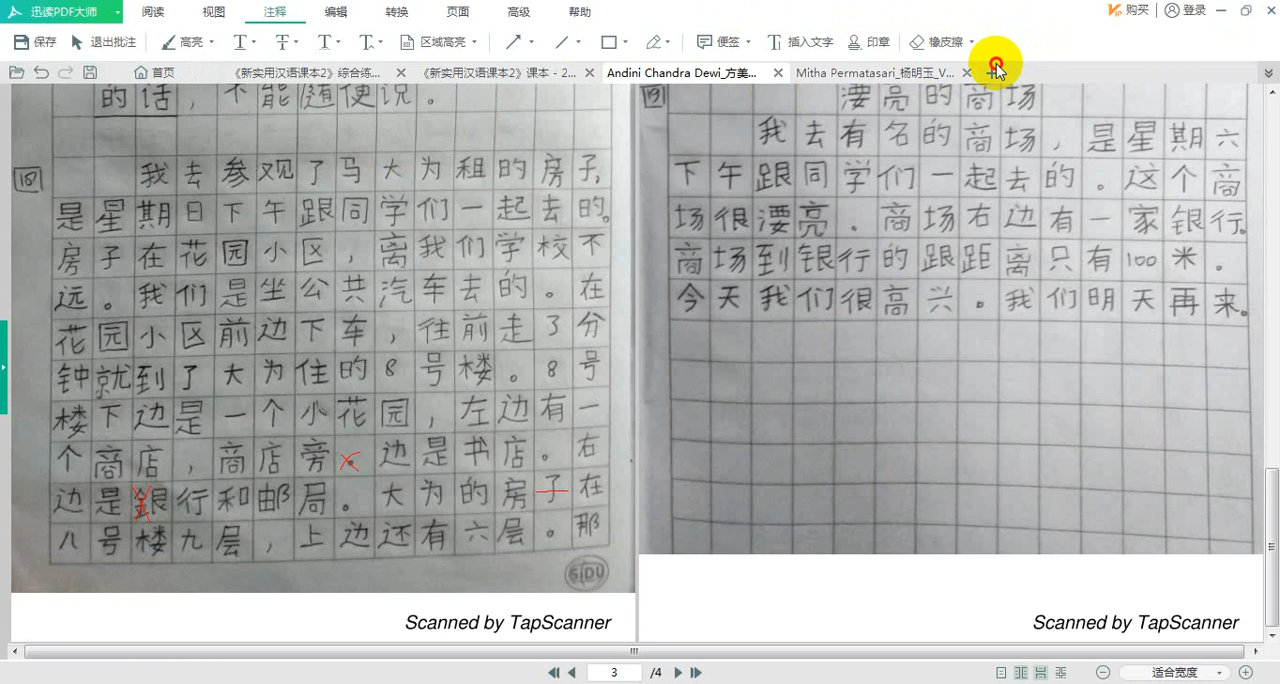 迅读PDF大师 阅读 视图 注释 编辑 转换 页面 高级 帮助 购买 登录
保存 退出批注 高亮 区域高亮 便签 插入文字 印章 橡皮擦
首页 《新实用汉语课本2》综合练... 《新实用汉语课本2》课本 - 2... Andini Chandra Dewi_方美... Mitha Permatasari_杨明玉_V...
的话，不能随便说。
18
我去参观了马大为租的房子，
是星期日下午跟同学们一起去的。
房子在花园小区，离我们学校不
远。我们是坐公共汽车去的。在
花园小区前边下车，往前走了分
钟就到了大为住的8号楼。8号
楼下边是一个小花园，左边有一
个商店，商店旁。边是书店。右
边是銀行和邮局。大为的房子在
八号楼九层，上边还有六层。那
SIDU
Scanned by TapScanner
19
漂亮的商场
我去有名的商场，是星期六
下午跟同学们一起去的。这个商
场很漂亮。商场右边有一家银行。
商场到银行的跟距离只有100米。
今天我们很高兴。我们明天再来。
Scanned by TapScanner
3 /4 适合宽度